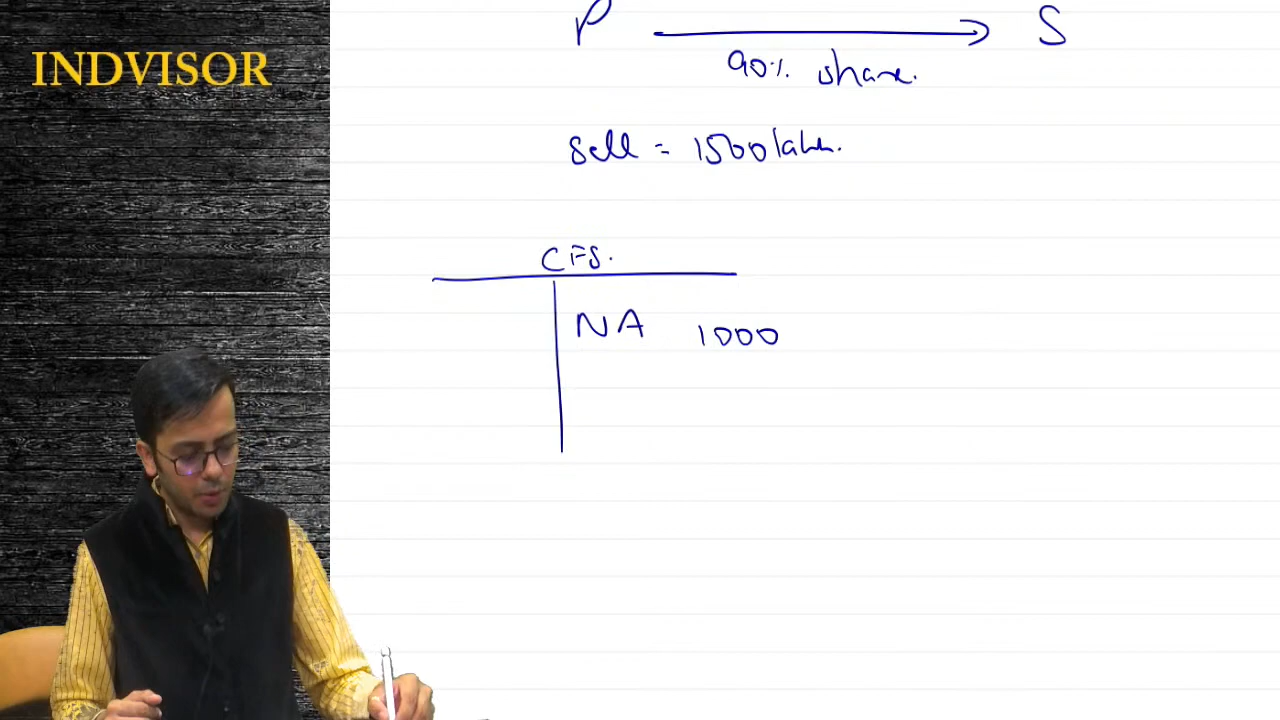 INDVISOR
P S
90% share.
sell = 1500 lakh.
CFS.
NA 1000